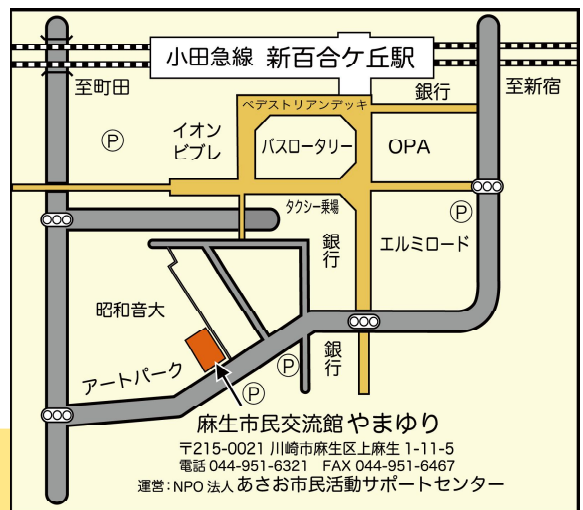 小田急線 新百合ケ丘駅
至町田
至新宿
銀行
ペデストリアンデッキ
イオン
ビブレ
バスロータリー
OPA
P
タクシー乗場
P
銀行
エルミロード
昭和音大
銀行
P
アートパーク
P
麻生市民交流館 やまゆり
〒215-0021 川崎市麻生区上麻生 1-11-5
電話 044-951-6321 FAX 044-951-6467
運営：NPO 法人 あさお市民活動サポートセンター